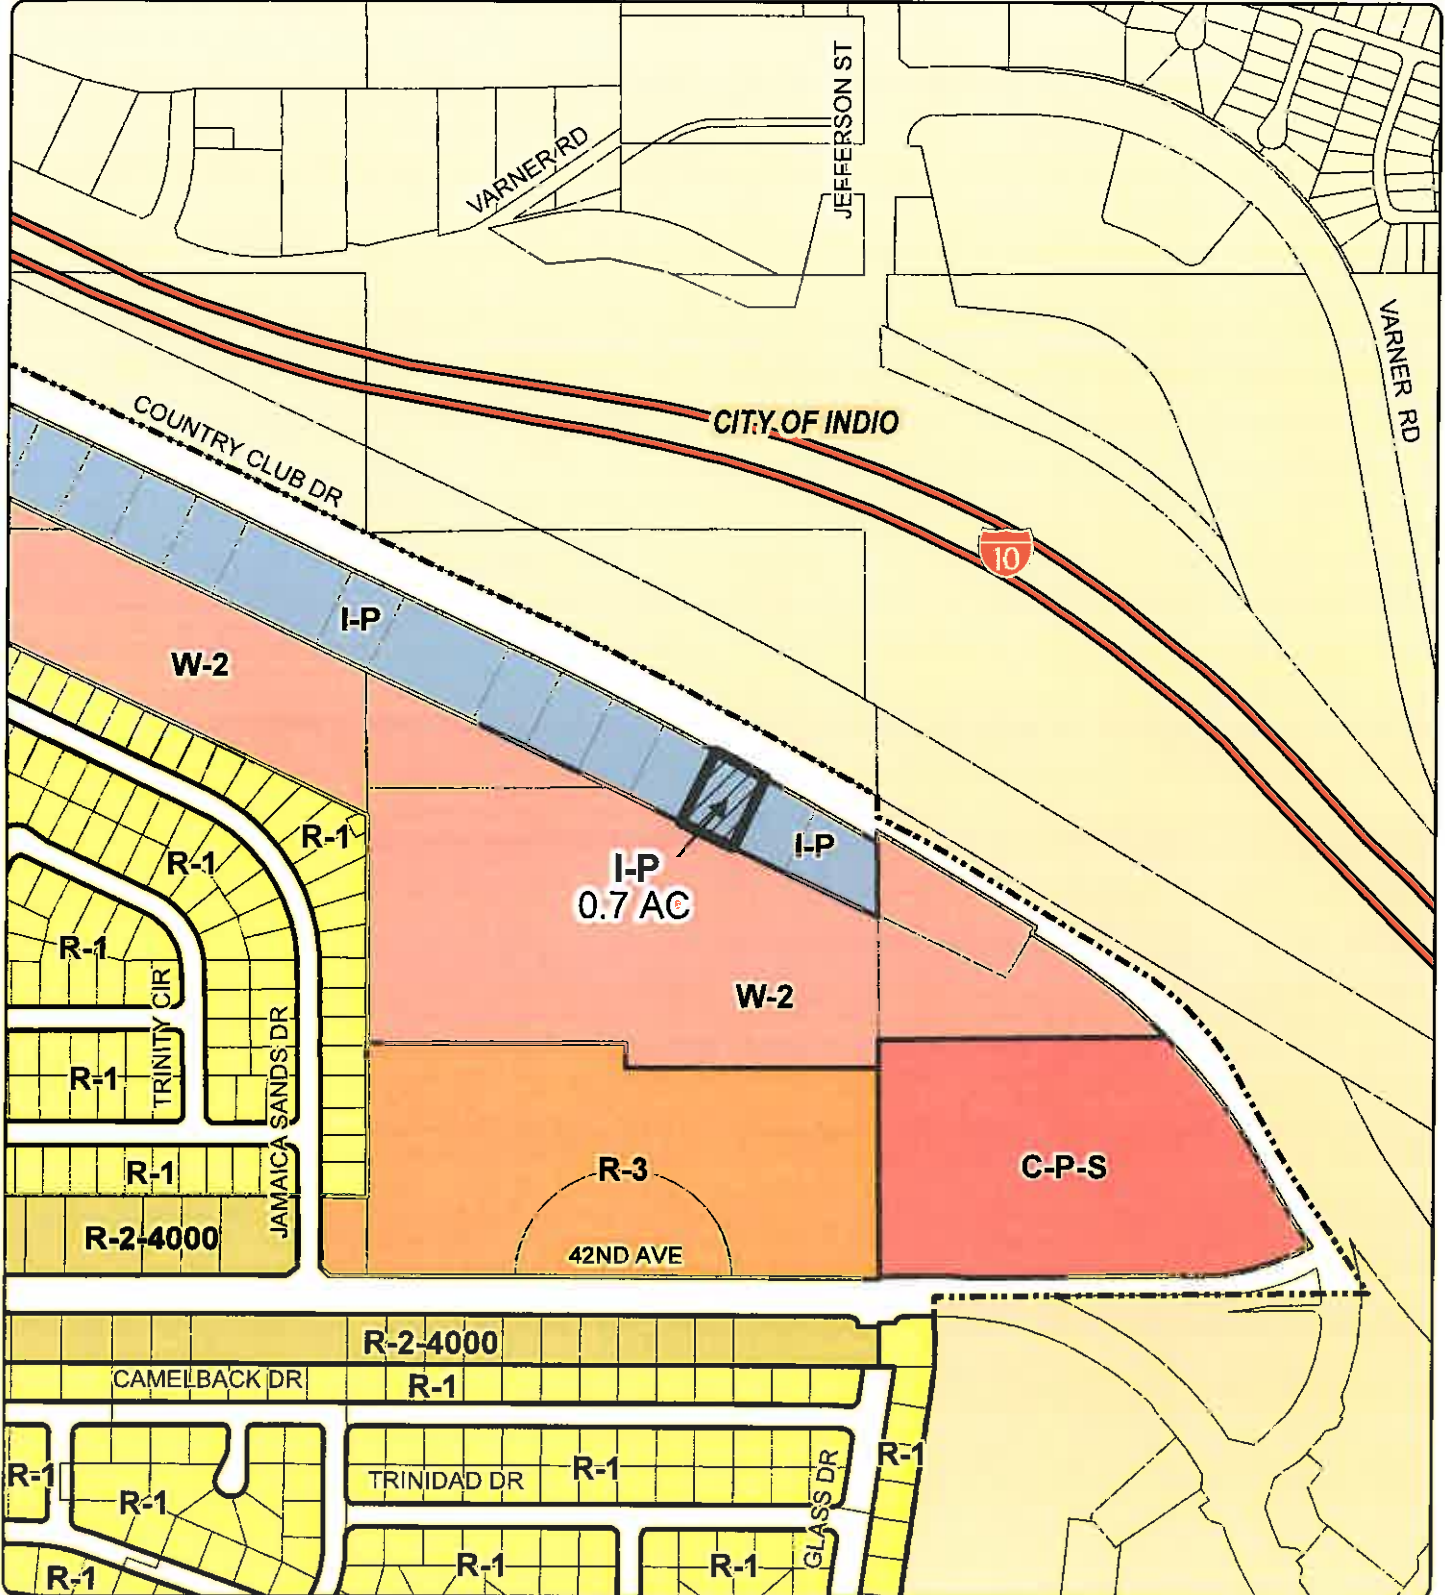 JEFFERSON ST
VARNER RD
VARNER RD
CITY OF INDIO
COUNTRY CLUB DR
10
I-P
W-2
I-P
R-1
R-1
I-P
0.7 AC
R-1
W-2
TRINITY CIR
JAMAICA SANDS DR
R-1
R-1
R-3
C-P-S
R-2-4000
42ND AVE
R-2-4000
CAMELBACK DR
R-1
R-1
R-1
TRINIDAD DR
R-1
R-1
GLASS DR
R-1
R-1
R-1